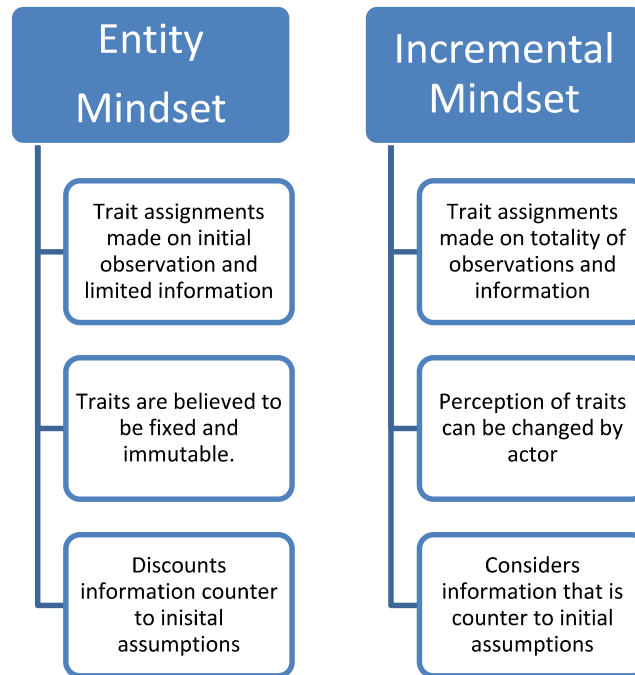 Entity
Mindset
Trait assignments
made on initial
observation and
limited information
Traits are believed to
be fixed and
immutable.
Discounts
information counter
to inisital
assumptions
Incremental
Mindset
Trait assignments
made on totality of
observations and
information
Perception of traits
can be changed by
actor
Considers
information that is
counter to initial
assumptions